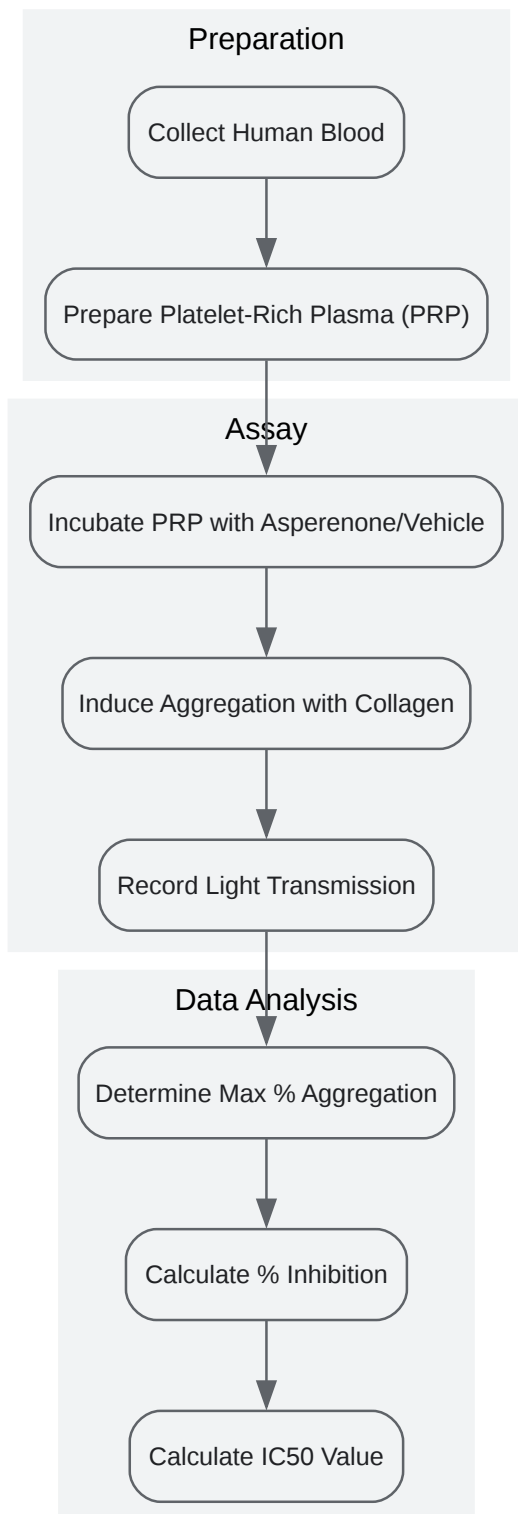 Preparation
Collect Human Blood
Prepare Platelet-Rich Plasma (PRP)
Assay
Incubate PRP with Asperenone/Vehicle
Induce Aggregation with Collagen
Record Light Transmission
Data Analysis
Determine Max % Aggregation
Calculate % Inhibition
Calculate IC50 Value